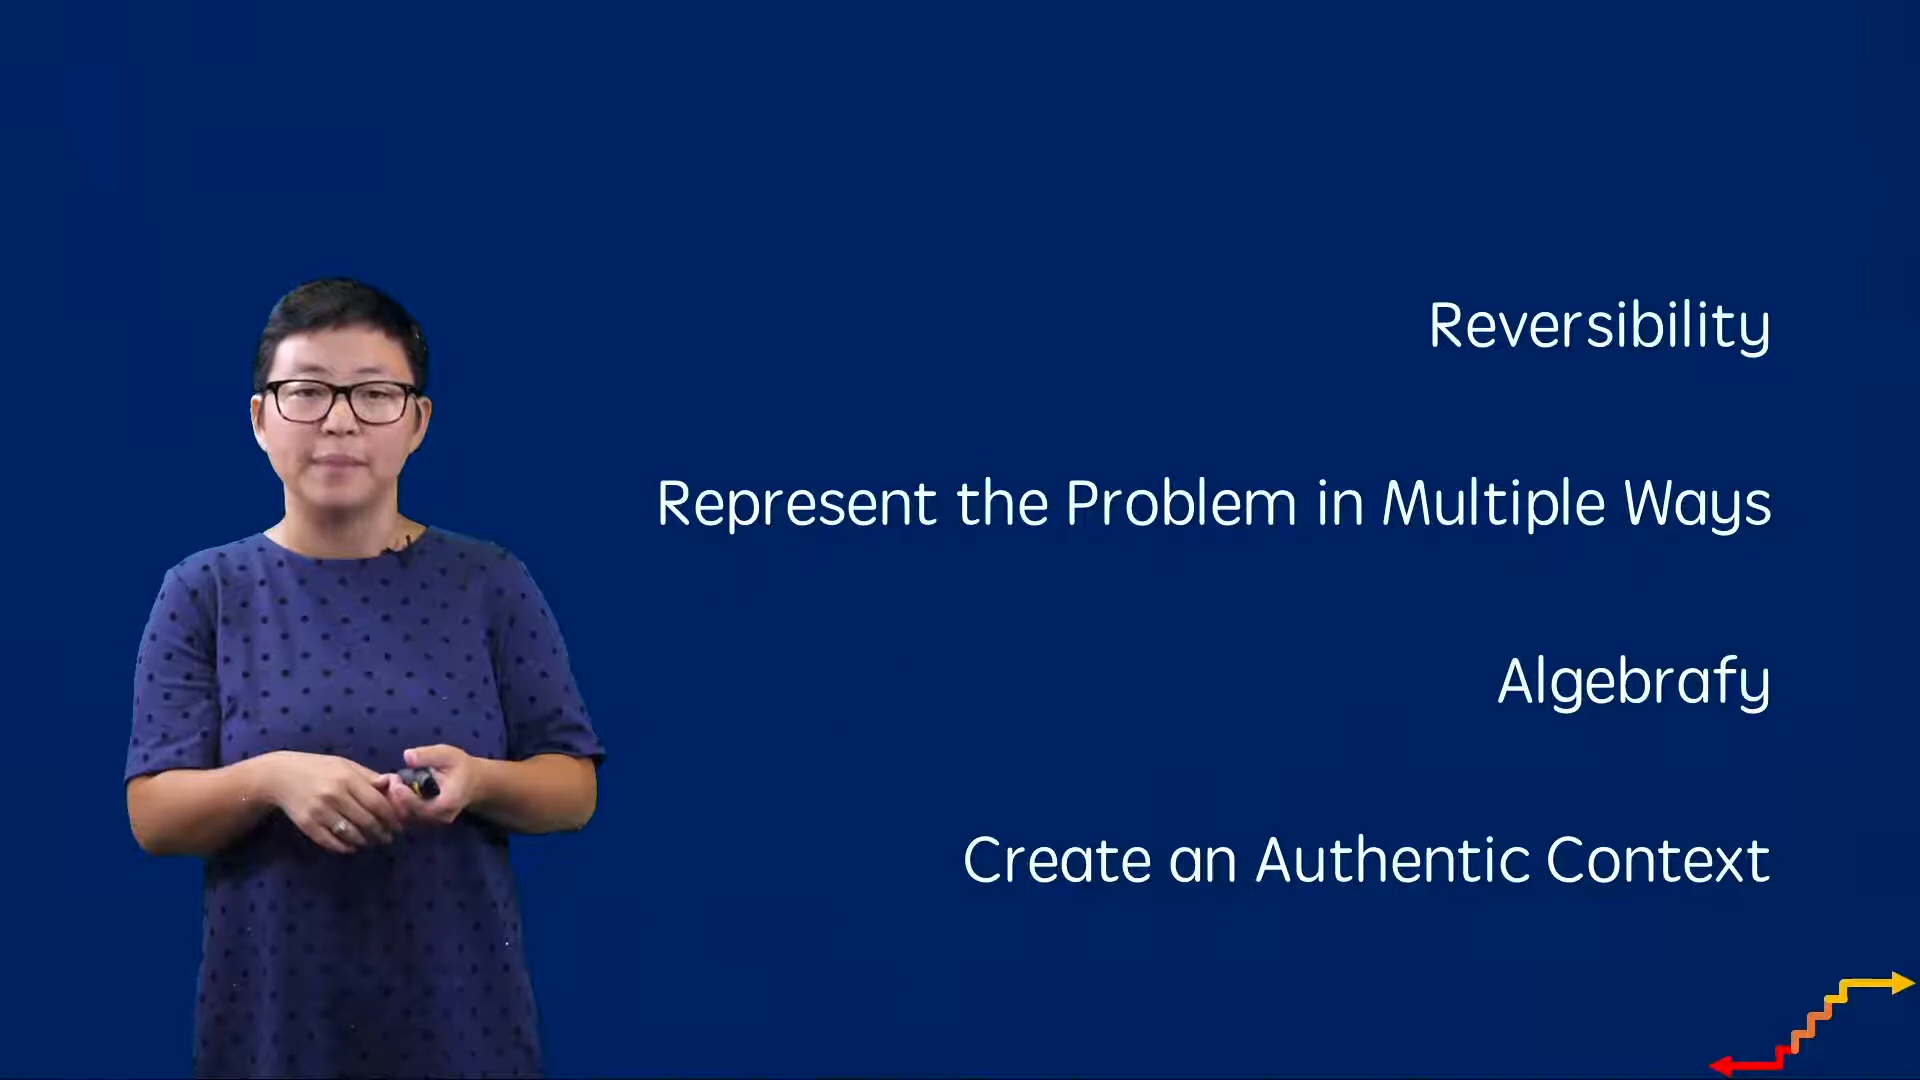 Reversibility
Represent the Problem in Multiple Ways
Algebrafy
Create an Authentic Context